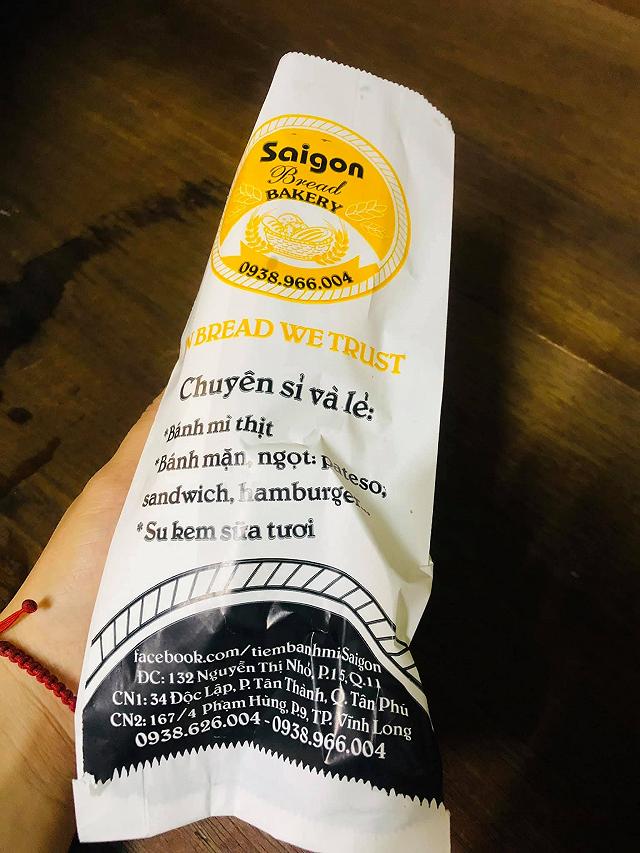 Saigon
Bread
BAKERY
0938.966.004
N BREAD WE TRUST
Chuyên sỉ và lẻ:
*Bánh mì thịt
*Bánh mặn, ngọt: pateso,
sandwich, hamburger...
*Su kem sữa tươi
facebook.com/tiembanhmiSaigon
ĐC: 132 Nguyễn Thị Nhỏ, P.15, Q.11
CN1: 34 Độc Lập, P. Tân Thành, Q. Tân Phú
CN2: 167/4 Phạm Hùng, P.9, TP. Vĩnh Long
0938.626.004 - 0938.966.004